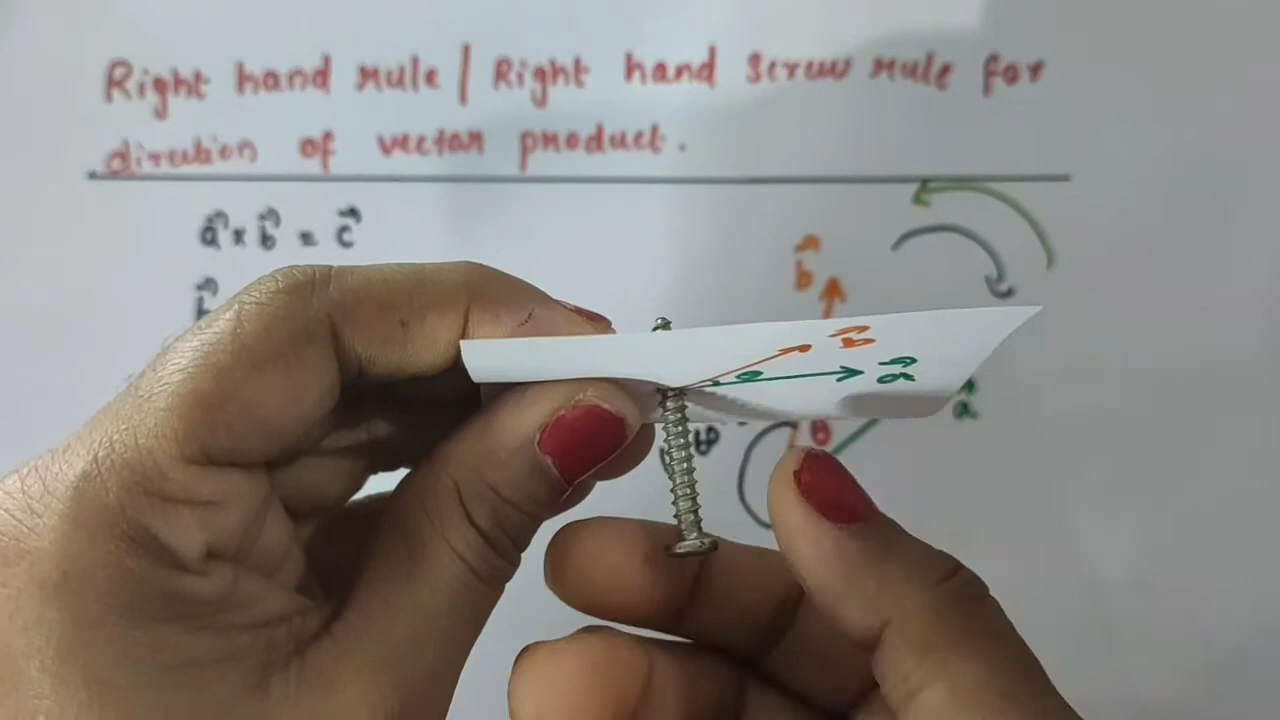 Right hand rule / Right hand screw rule for
direction of vector product.
a⃗ × b⃗ = c⃗
b⃗
b⃗
a⃗
θ
a⃗
φ
θ